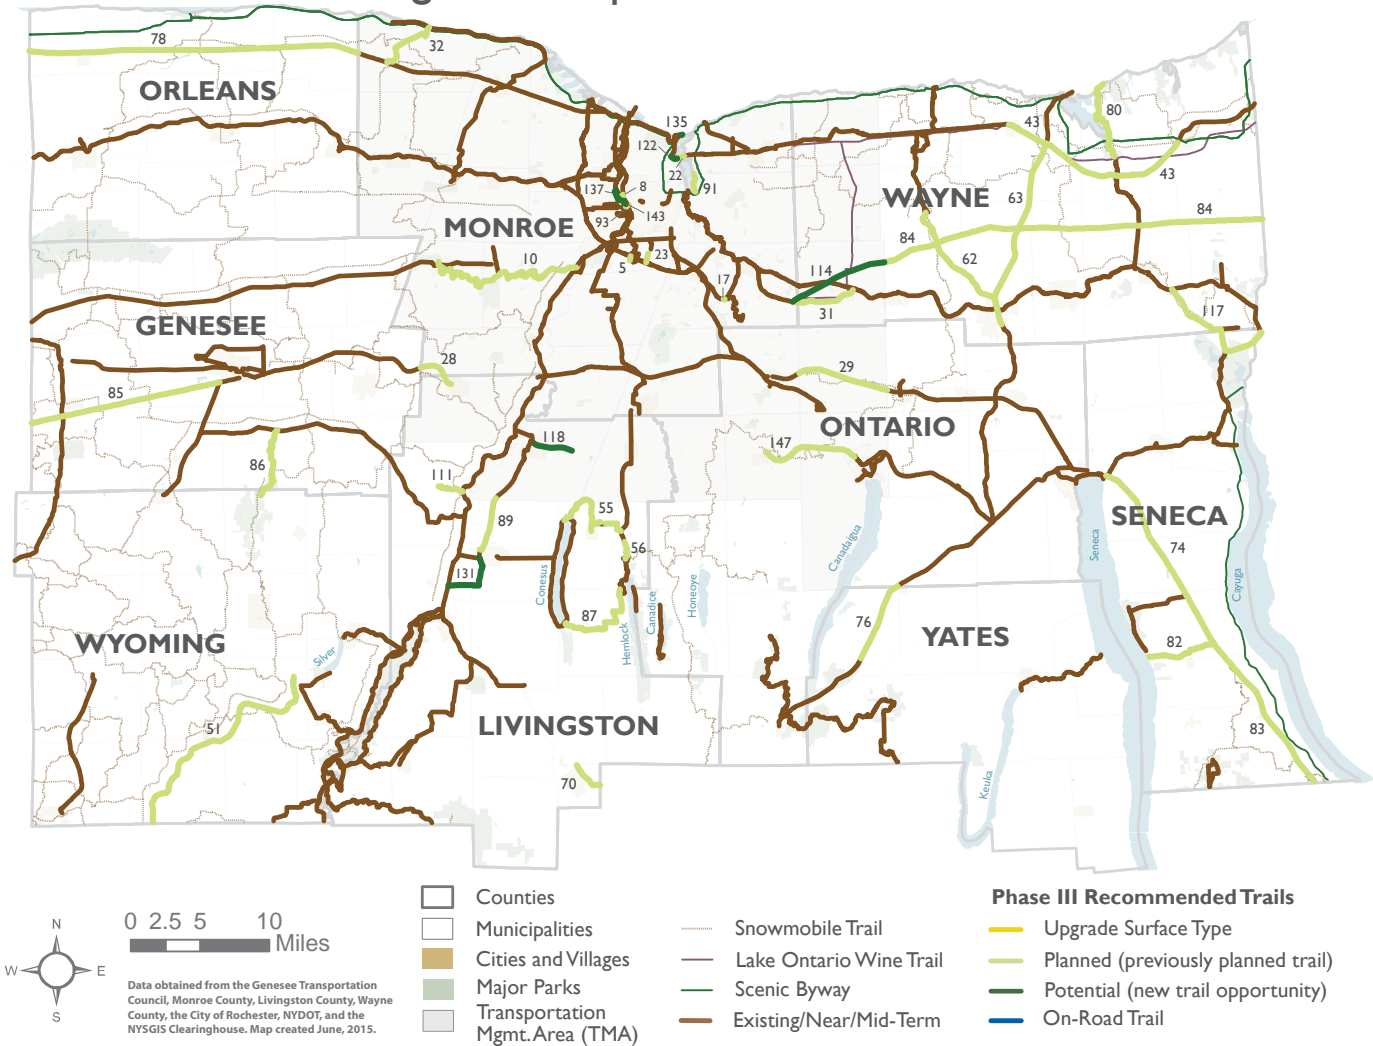 78
32
ORLEANS
135
122
22
91
137
8
143
93
MONROE
10
5
23
17
43
80
43
WAYNE
63
84
84
62
114
31
117
GENESEE
28
85
29
ONTARIO
147
118
86
111
89
55
56
131
87
Conesus
Hemlock
Canadice
Honeoye
Canadaigua
Seneca
Cayuga
SENECA
74
76
YATES
82
83
WYOMING
Silver
51
LIVINGSTON
70
Keuka
N
W
E
S
0 2.5 5 10
Miles
Data obtained from the Genesee Transportation
Council, Monroe County, Livingston County, Wayne
County, the City of Rochester, NYDOT, and the
NYSGIS Clearinghouse. Map created June, 2015.
Counties
Municipalities
Cities and Villages
Major Parks
Transportation
Mgmt. Area (TMA)
Snowmobile Trail
Lake Ontario Wine Trail
Scenic Byway
Existing/Near/Mid-Term
Phase III Recommended Trails
Upgrade Surface Type
Planned (previously planned trail)
Potential (new trail opportunity)
On-Road Trail